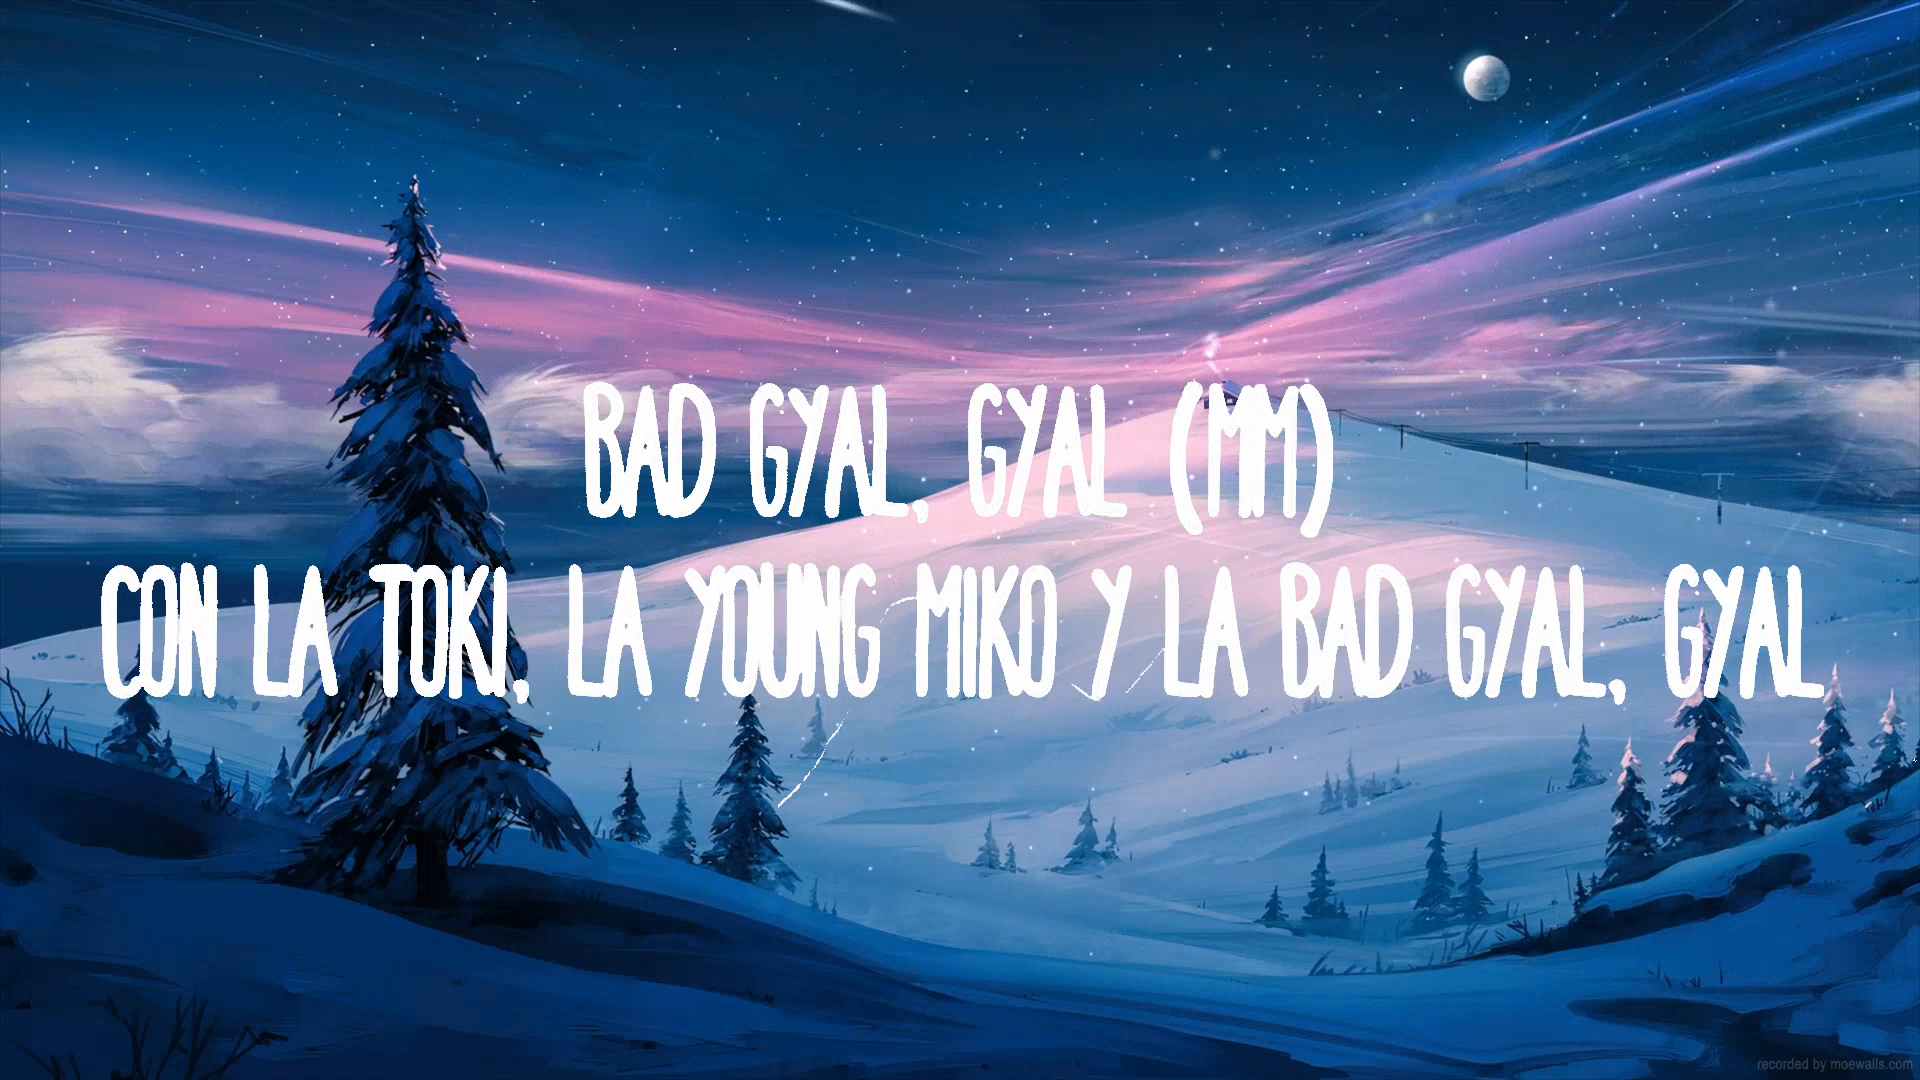 BAD GYAL, GYAL (MM)
CON LA TOKI, LA YOUNG MIKO Y LA BAD GYAL, GYAL
recorded by moewalls.com